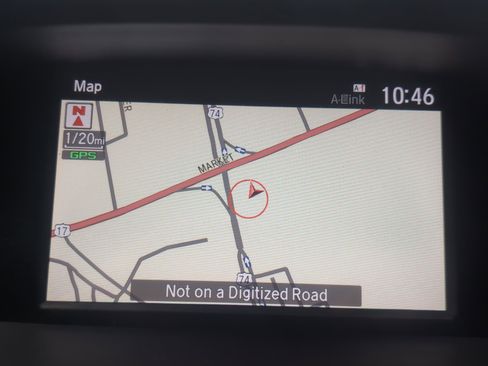 Map
A-Link
10:46
N
1/20mi
GPS
74
MARKET
17
74
Not on a Digitized Road